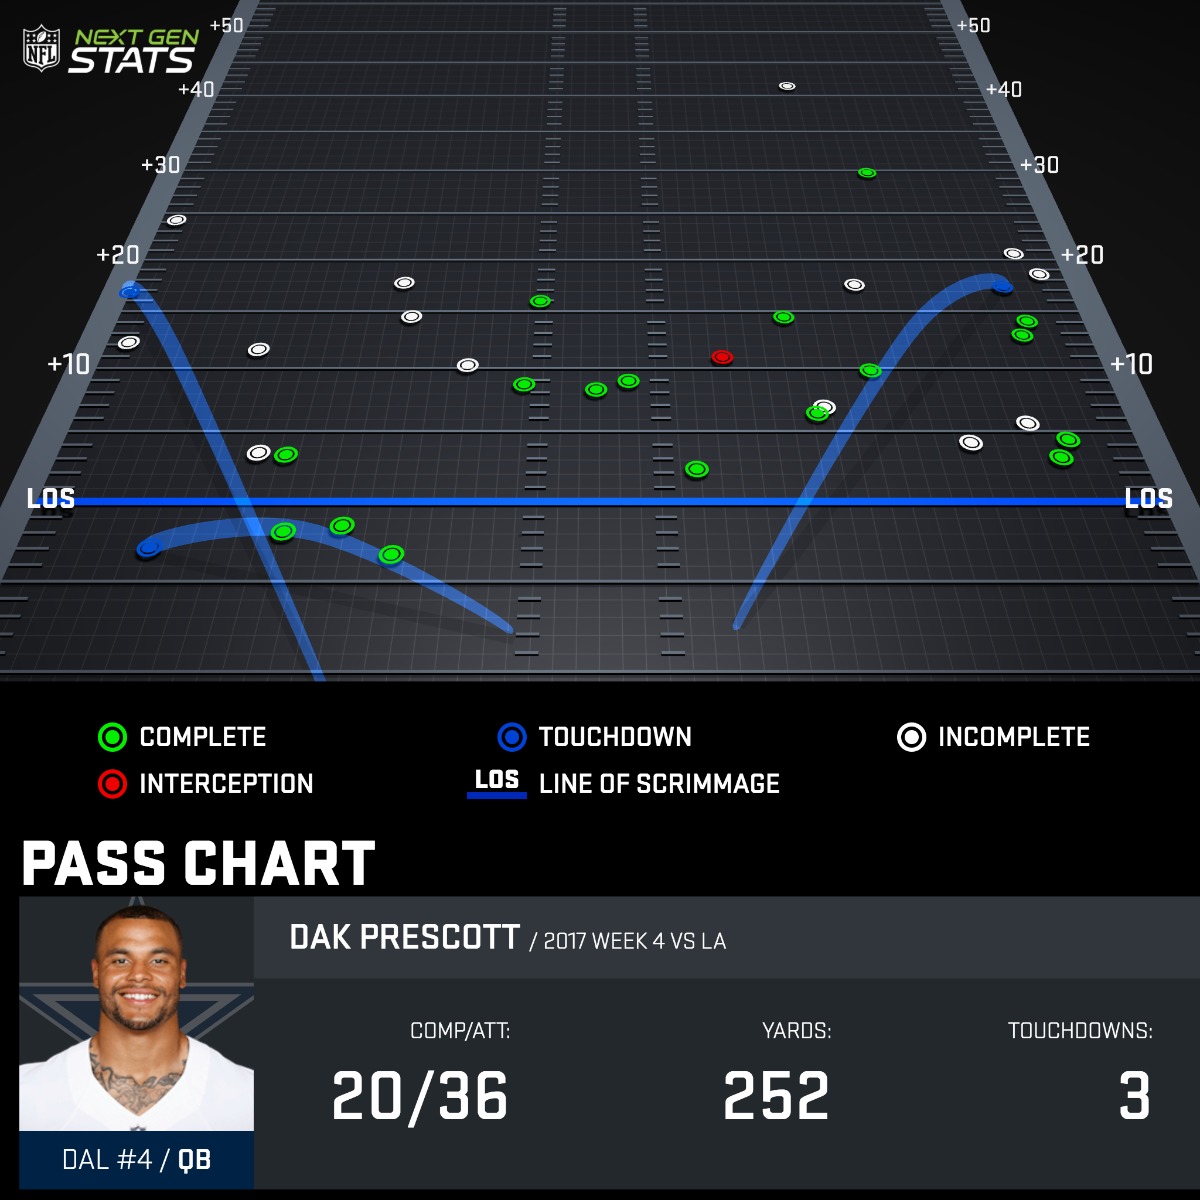 NFL
NEXT GEN
STATS
+50 +50
+40 +40
+30 +30
+20 +20
+10 +10
LOS LOS
COMPLETE TOUCHDOWN INCOMPLETE
INTERCEPTION LOS LINE OF SCRIMMAGE
PASS CHART
DAK PRESCOTT / 2017 WEEK 4 VS LA
COMP/ATT: YARDS: TOUCHDOWNS:
20/36 252 3
DAL #4 / QB